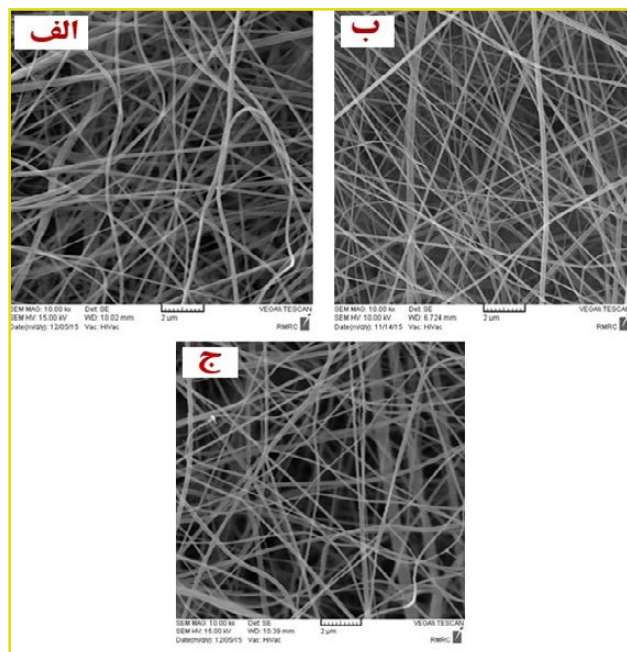 الف
ب
SEM MAG: 10.00 kx Det: SE
SEM HV: 15.00 kV WD: 10.02 mm 2 µm VEGA\\ TESCAN
Date(m/d/y): 12/05/15 Vac: HiVac RMRC
SEM MAG: 10.00 kx Det: SE
SEM HV: 10.00 kV WD: 6.724 mm 2 µm VEGA\\ TESCAN
Date(m/d/y): 11/14/15 Vac: HiVac RMRC
ج
SEM MAG: 10.00 kx Det: SE
SEM HV: 15.00 kV WD: 10.39 mm 2 µm VEGA\\ TESCAN
Date(m/d/y): 12/05/15 Vac: HiVac RMRC